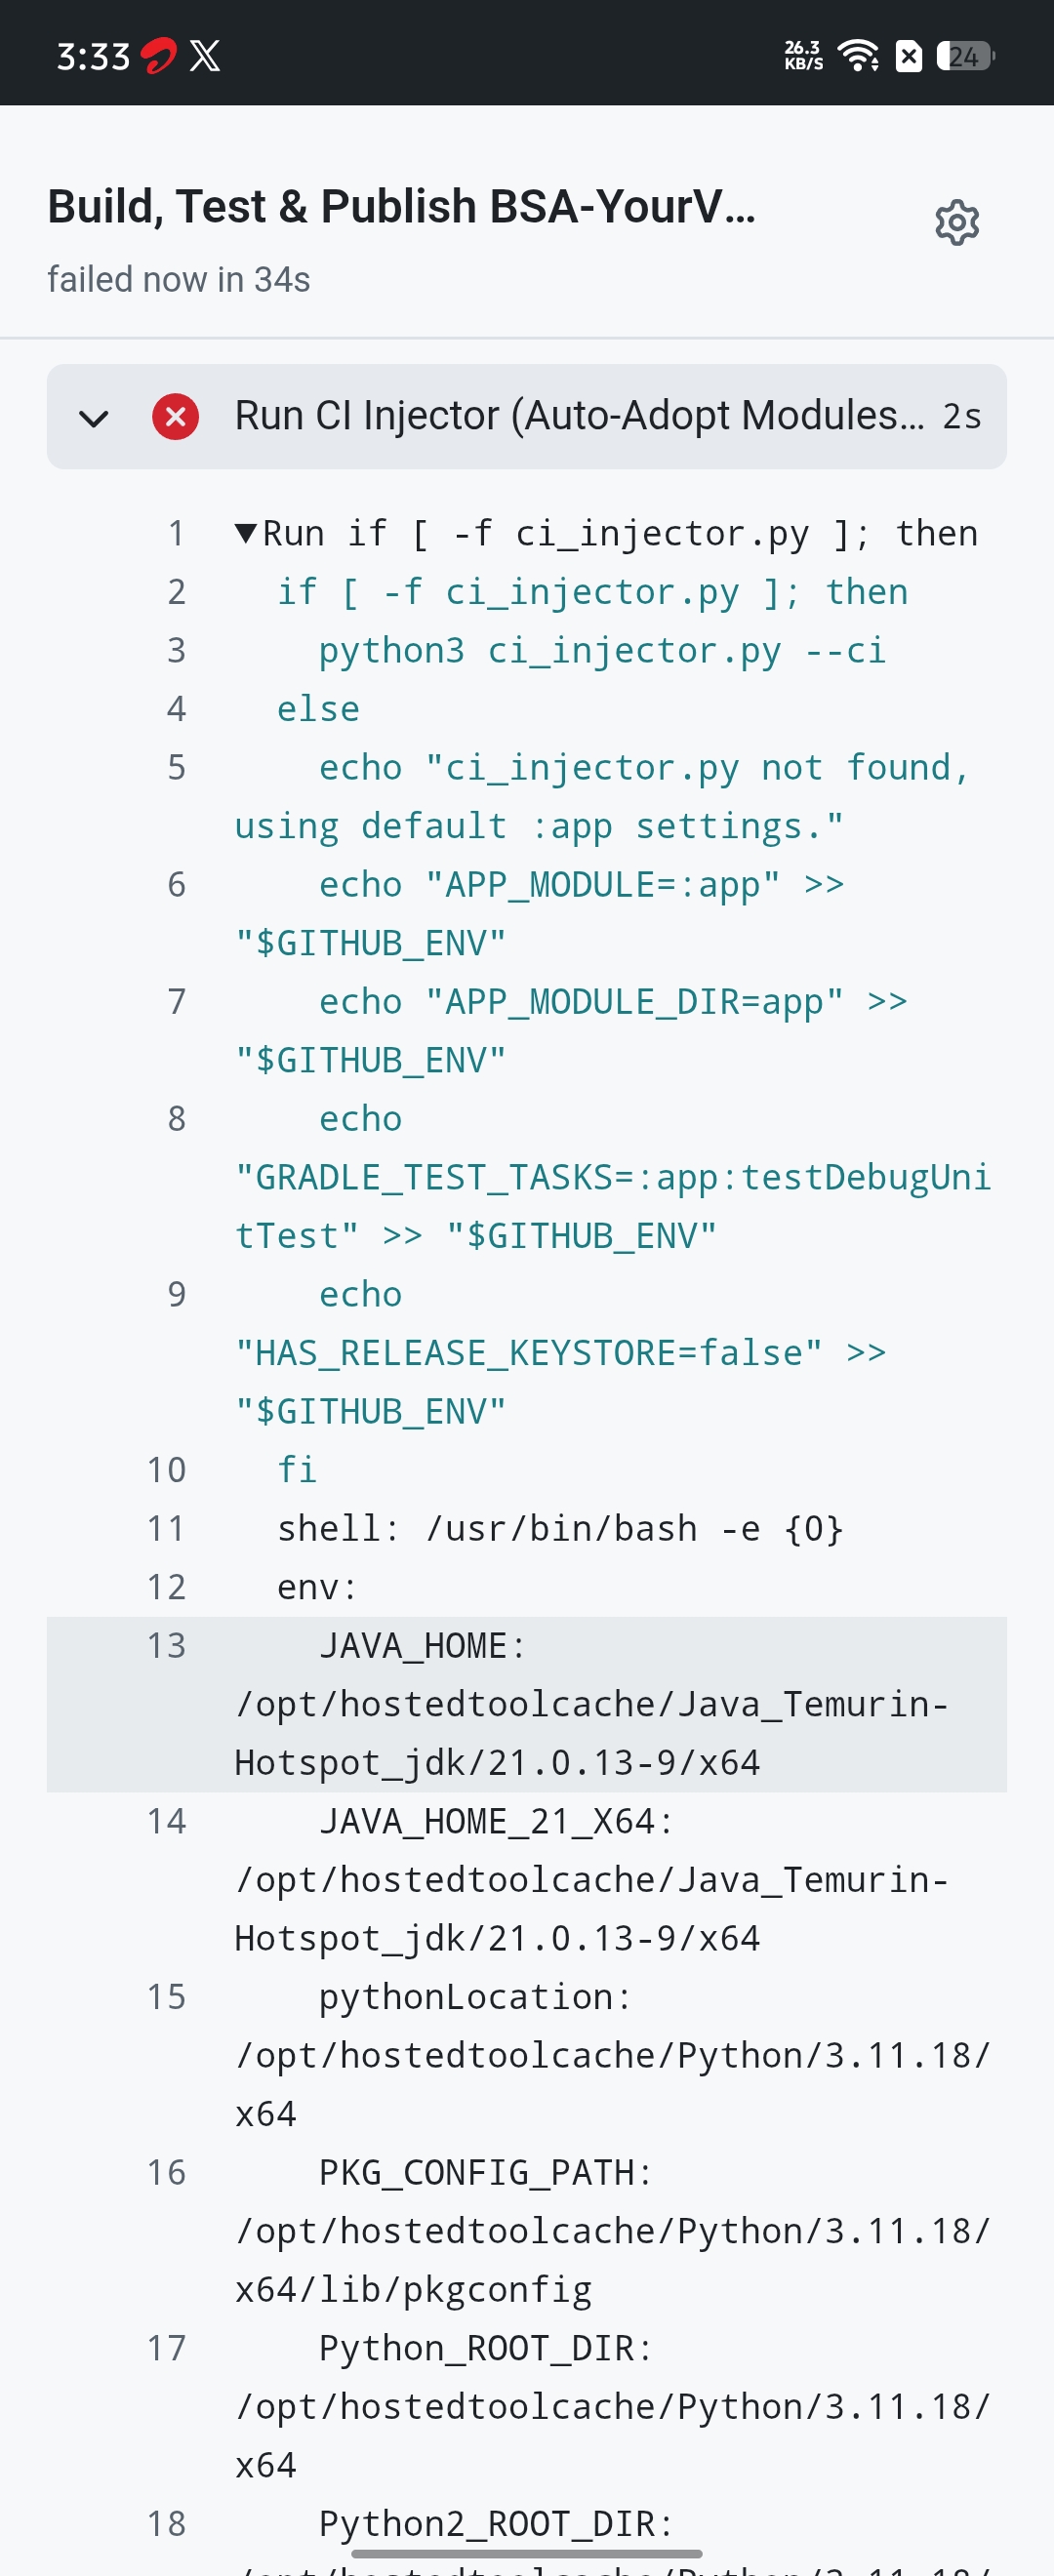 3:33
26.3
KB/S
24
Build, Test & Publish BSA-YourV...
failed now in 34s
Run CI Injector (Auto-Adopt Modules... 2s
1 ▼Run if [ -f ci_injector.py ]; then
2 if [ -f ci_injector.py ]; then
3 python3 ci_injector.py --ci
4 else
5 echo "ci_injector.py not found,
using default :app settings."
6 echo "APP_MODULE=:app" >>
"$GITHUB_ENV"
7 echo "APP_MODULE_DIR=app" >>
"$GITHUB_ENV"
8 echo
"GRADLE_TEST_TASKS=:app:testDebugUni
tTest" >> "$GITHUB_ENV"
9 echo
"HAS_RELEASE_KEYSTORE=false" >>
"$GITHUB_ENV"
10 fi
11 shell: /usr/bin/bash -e {0}
12 env:
13 JAVA_HOME:
/opt/hostedtoolcache/Java_Temurin-
Hotspot_jdk/21.0.13-9/x64
14 JAVA_HOME_21_X64:
/opt/hostedtoolcache/Java_Temurin-
Hotspot_jdk/21.0.13-9/x64
15 pythonLocation:
/opt/hostedtoolcache/Python/3.11.18/
x64
16 PKG_CONFIG_PATH:
/opt/hostedtoolcache/Python/3.11.18/
x64/lib/pkgconfig
17 Python_ROOT_DIR:
/opt/hostedtoolcache/Python/3.11.18/
x64
18 Python2_ROOT_DIR: